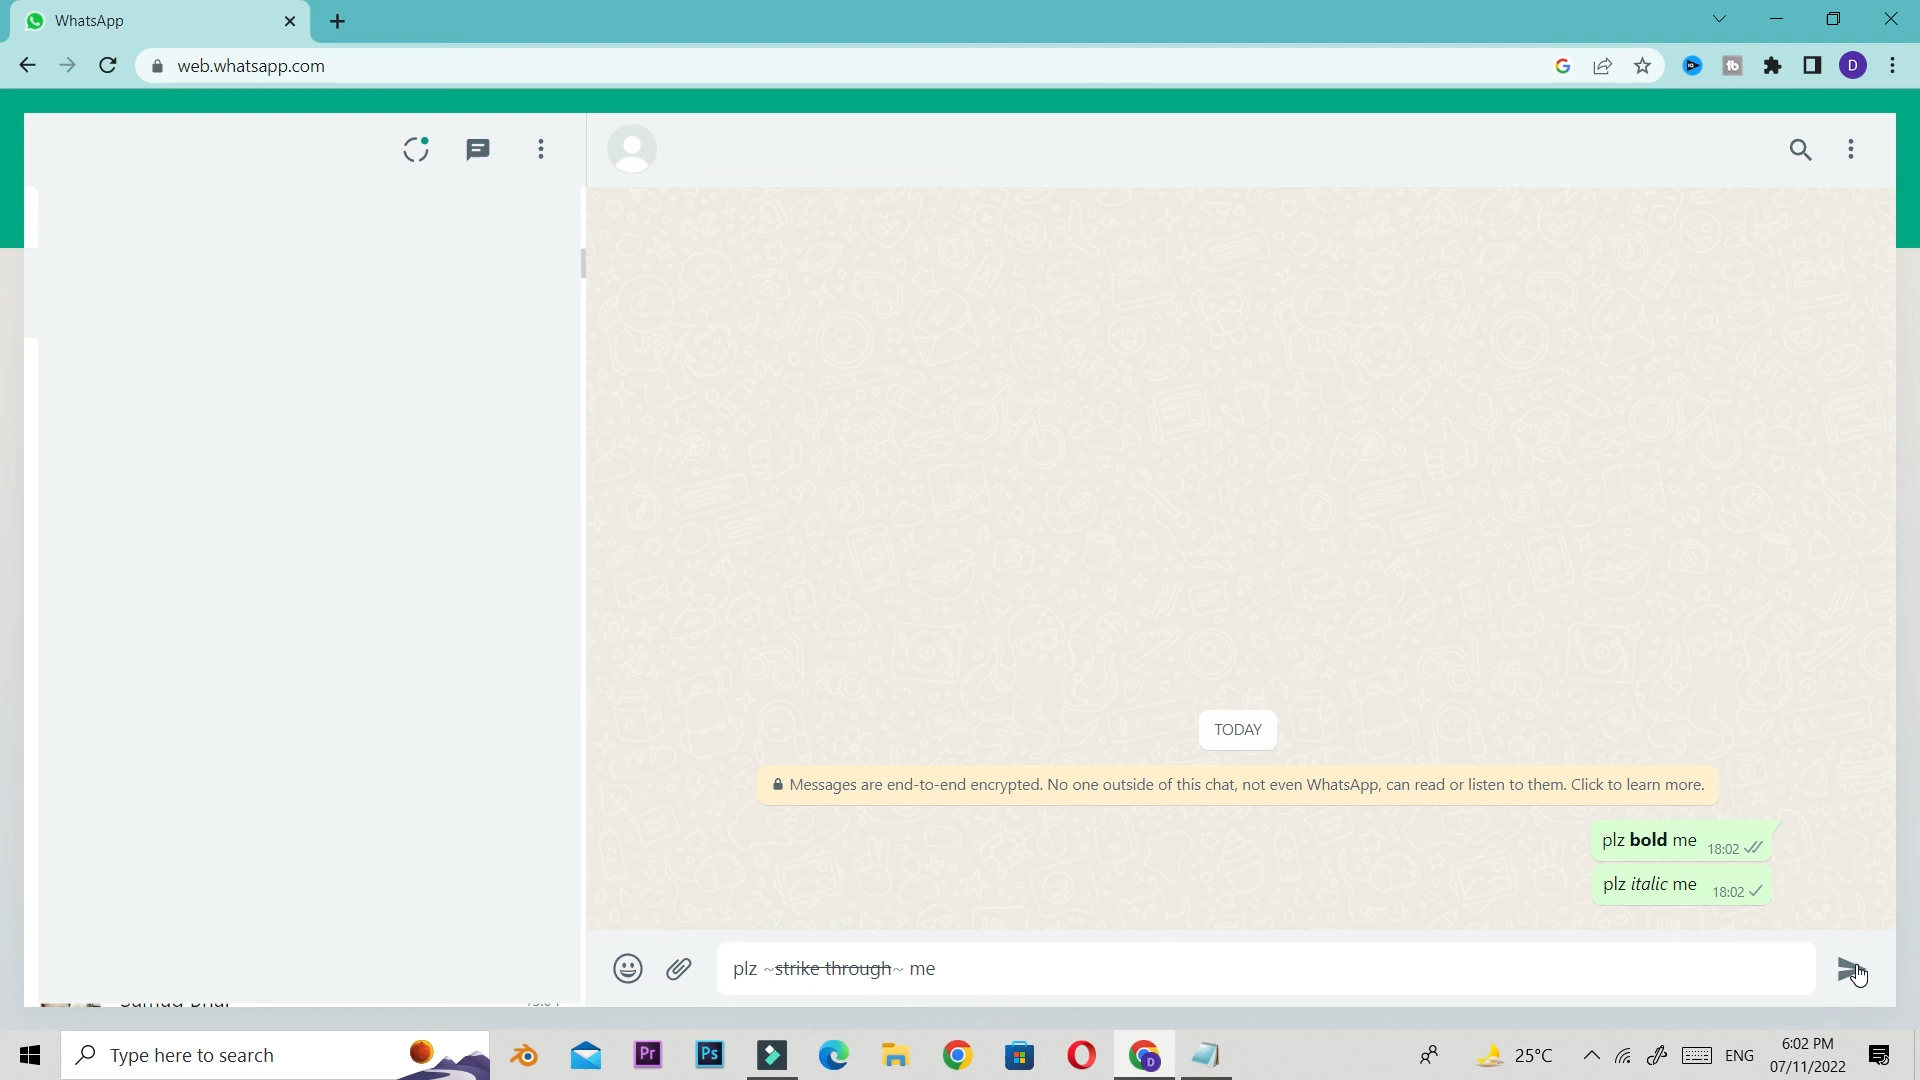 WhatsApp
web.whatsapp.com
D
TODAY
Messages are end-to-end encrypted. No one outside of this chat, not even WhatsApp, can read or listen to them. Click to learn more.
plz bold me 18:02
plz italic me 18:02
plz ~strike through~ me
Type here to search
Pr
Ps
D
25°C
ENG
6:02 PM
07/11/2022